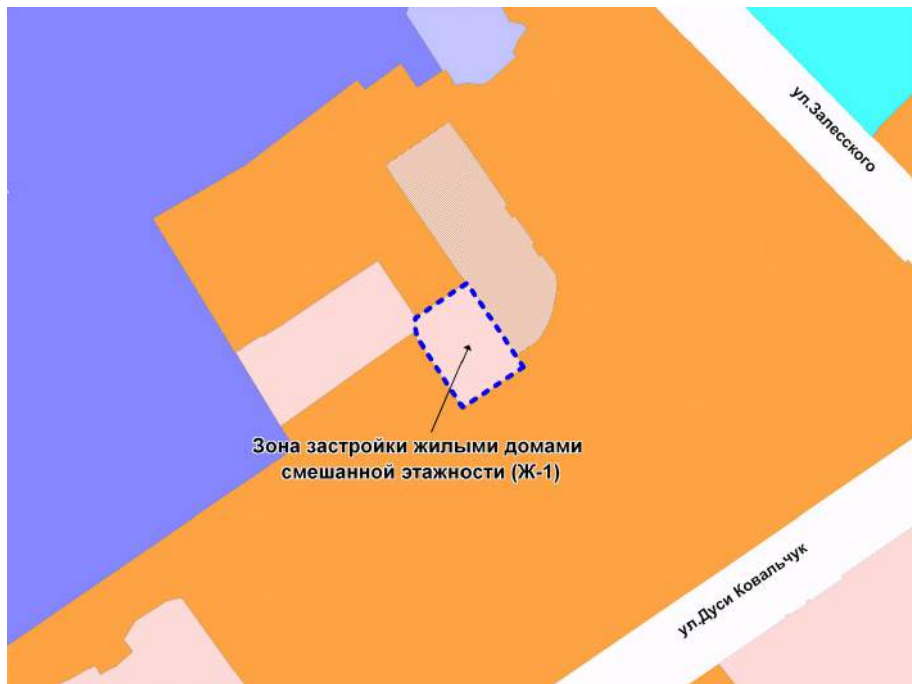 ул.Залесского
Зона застройки жилыми домами
смешанной этажности (Ж-1)
ул.Дуси Ковальчук